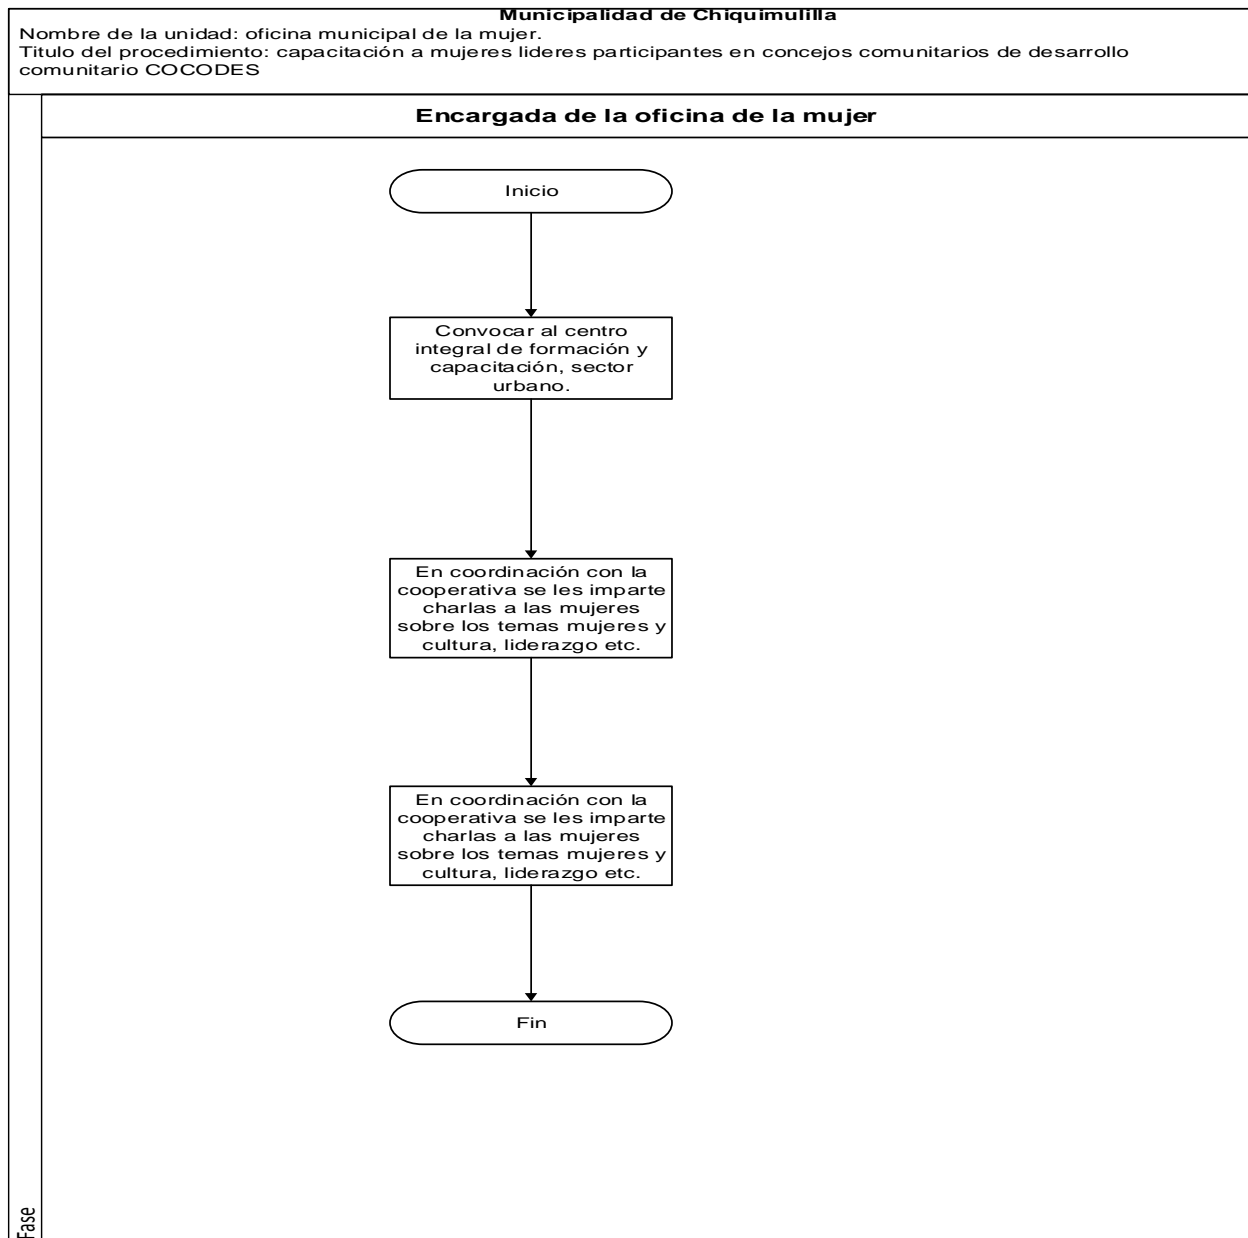 Municipalidad de Chiquimulilla
Nombre de la unidad: oficina municipal de la mujer.
Titulo del procedimiento: capacitación a mujeres lideres participantes en concejos comunitarios de desarrollo
comunitario COCODES
Encargada de la oficina de la mujer
Inicio
Convocar al centro
integral de formación y
capacitación, sector
urbano.
En coordinación con la
cooperativa se les imparte
charlas a las mujeres
sobre los temas mujeres y
cultura, liderazgo etc.
En coordinación con la
cooperativa se les imparte
charlas a las mujeres
sobre los temas mujeres y
cultura, liderazgo etc.
Fin
Fase